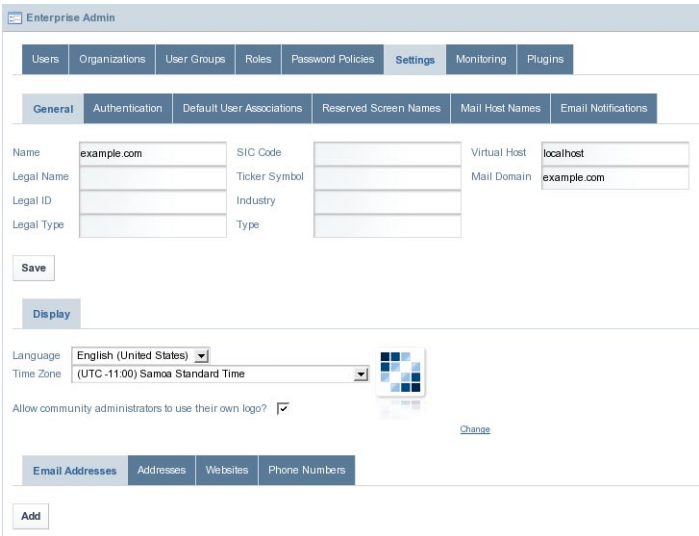 Enterprise Admin
Users Organizations User Groups Roles Password Policies Settings Monitoring Plugins
General Authentication Default User Associations Reserved Screen Names Mail Host Names Email Notifications
Name example.com SIC Code Virtual Host localhost
Legal Name Ticker Symbol Mail Domain example.com
Legal ID Industry
Legal Type Type
Save
Display
Language English (United States)
Time Zone (UTC -11:00) Samoa Standard Time
Allow community administrators to use their own logo?
Change
Email Addresses Addresses Websites Phone Numbers
Add